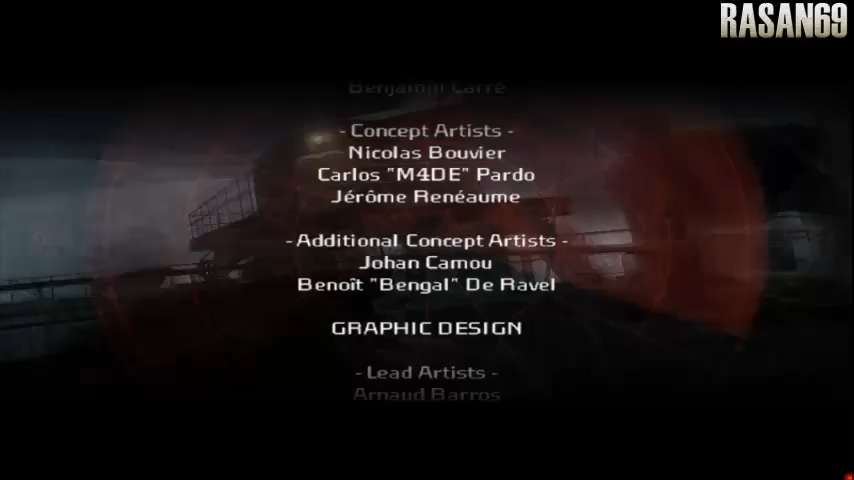 RASAN69
Benjamin Carré
- Concept Artists -
Nicolas Bouvier
Carlos "M4DE" Pardo
Jérôme Renéaume
- Additional Concept Artists -
Johan Camou
Benoît "Bengal" De Ravel
GRAPHIC DESIGN
- Lead Artists -
Arnaud Barros